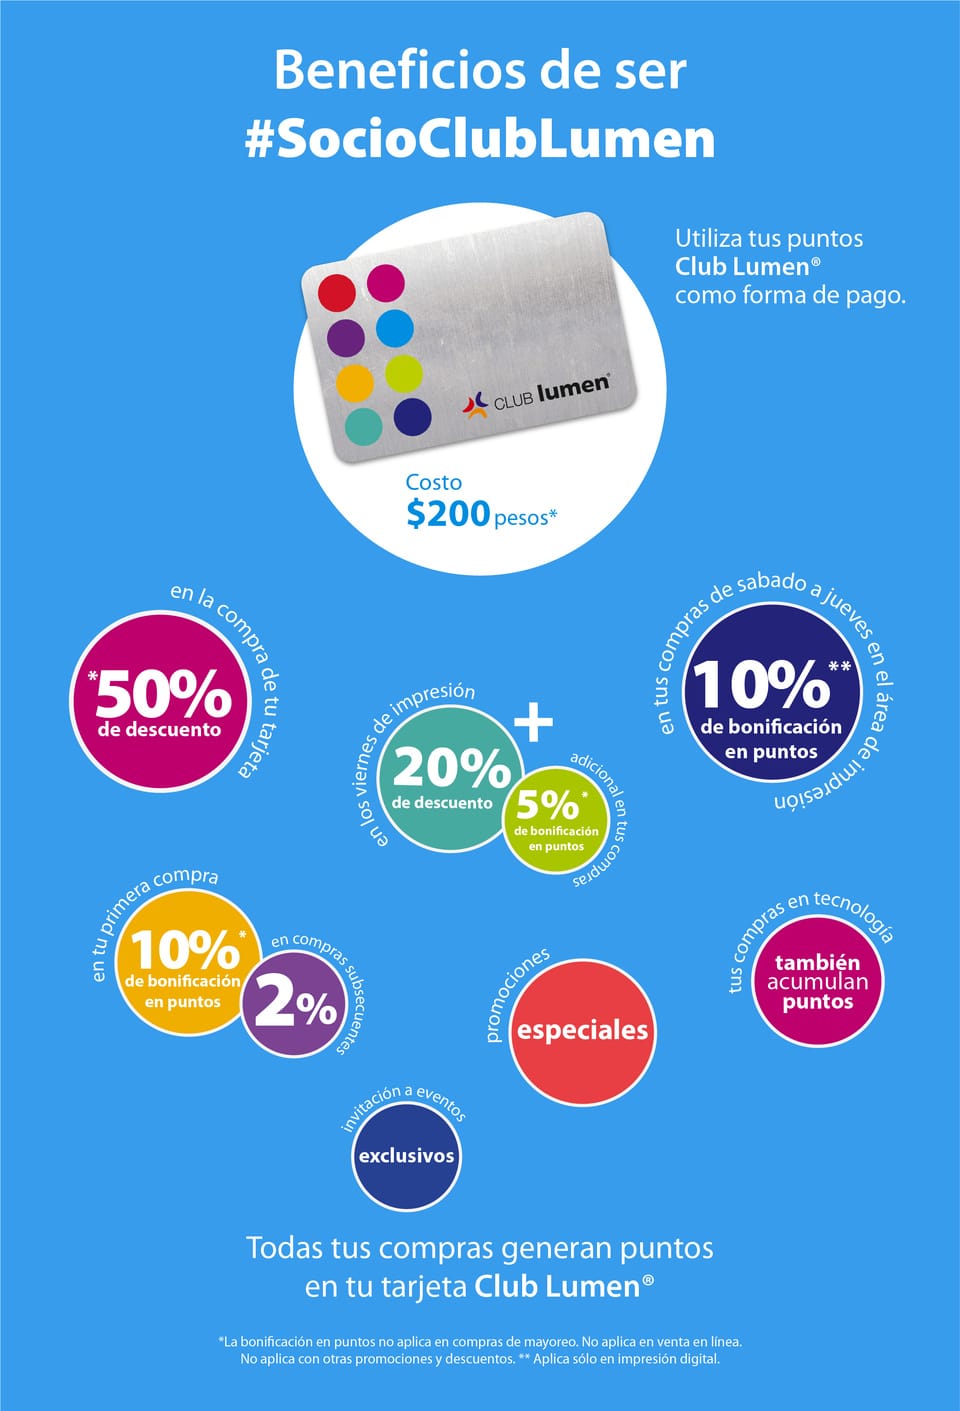 Beneficios de ser
#SocioClubLumen
Utiliza tus puntos
Club Lumen®
como forma de pago.
CLUB lumen®
Costo
$200 pesos*
en la compra de tu tarjeta
*50%
de descuento
en los viernes de impresión
20%
de descuento
+
adicional en tus compras
5%*
de bonificación
en puntos
en tus compras de sabado a jueves en el área de impresión
10%**
de bonificación
en puntos
en tu primera compra
10%*
de bonificación
en puntos
en compras subsecuentes
2%
promociones
especiales
tus compras en tecnología
también
acumulan
puntos
invitación a eventos
exclusivos
Todas tus compras generan puntos
en tu tarjeta Club Lumen®
*La bonificación en puntos no aplica en compras de mayoreo. No aplica en venta en línea.
No aplica con otras promociones y descuentos. ** Aplica sólo en impresión digital.